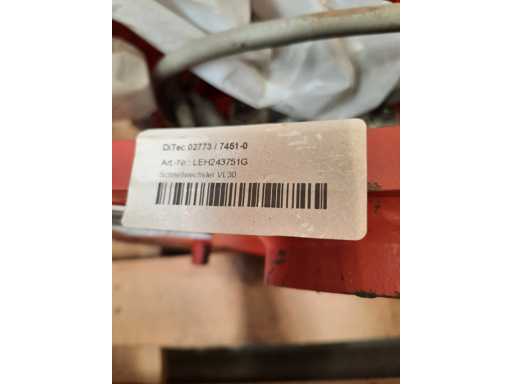 DiTec 02773 / 7451-0
Art.-Nr.: LEH243751G
Schnellwechsler VL30